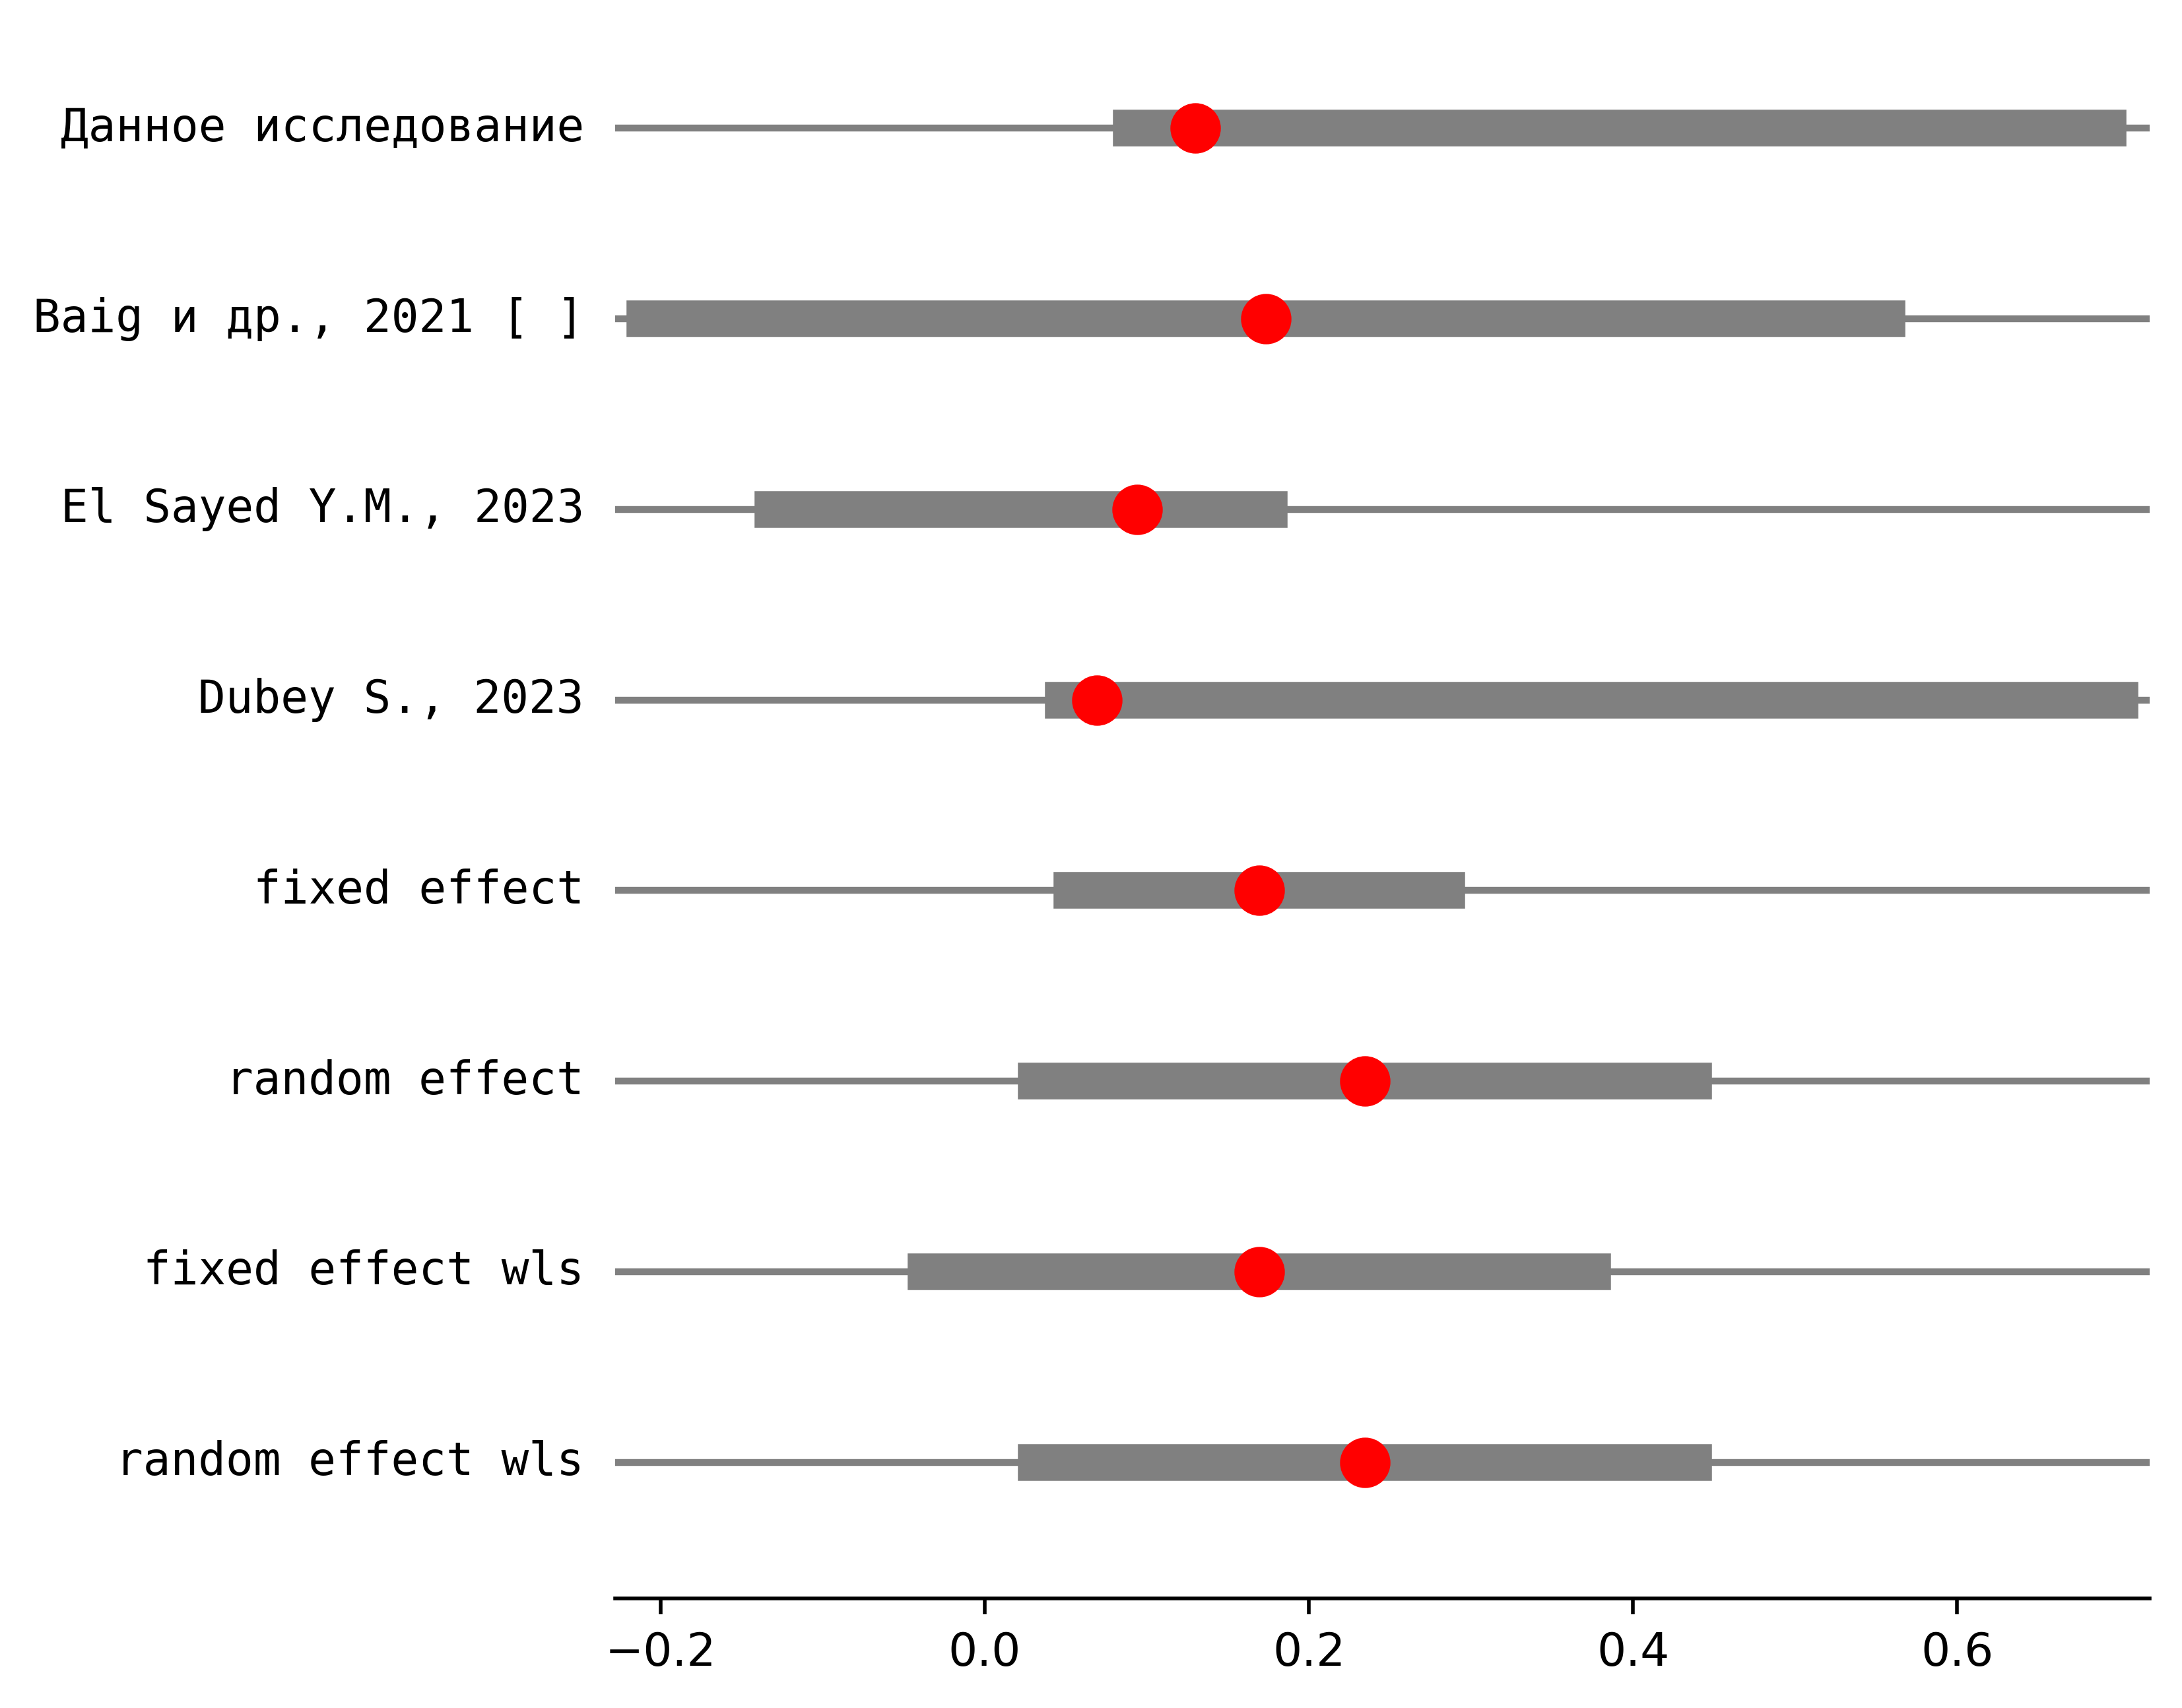 Данное исследование
Baig и др., 2021 [ ]
El Sayed Y.M., 2023
Dubey S., 2023
fixed effect
random effect
fixed effect wls
random effect wls
−0.2 0.0 0.2 0.4 0.6